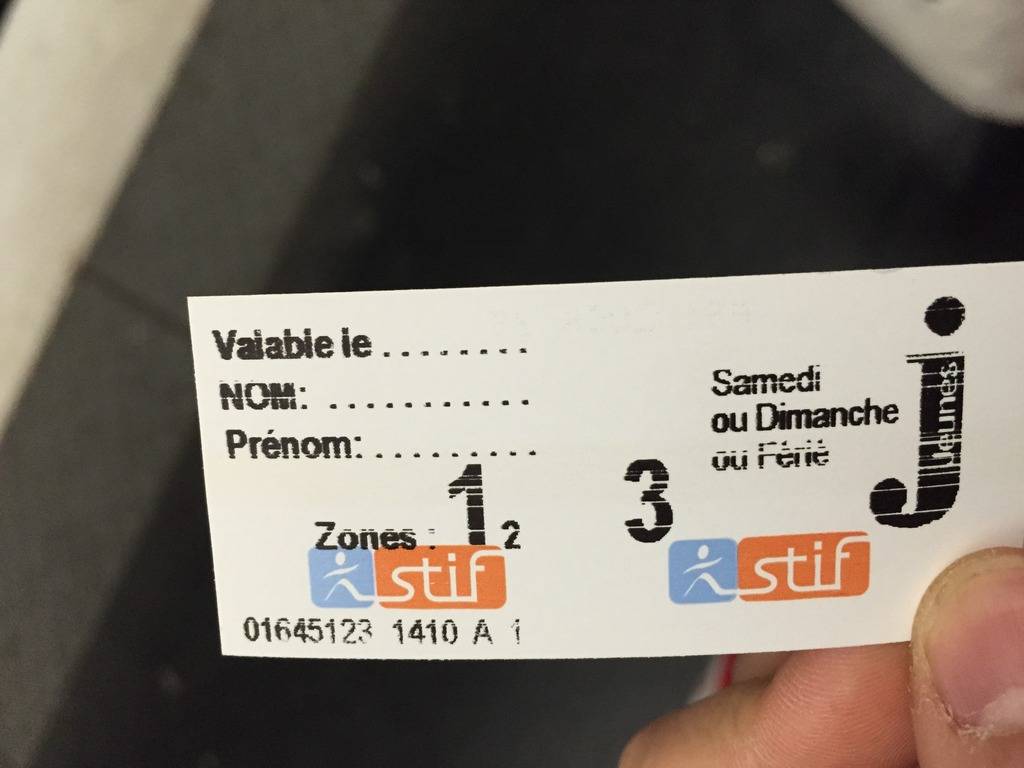 Valable le ........
NOM: ...........
Prénom: ..........
Zones : 1 2 3
Samedi
ou Dimanche
ou Férié
j
Jeunes
stif
stif
01645123 1410 A 1